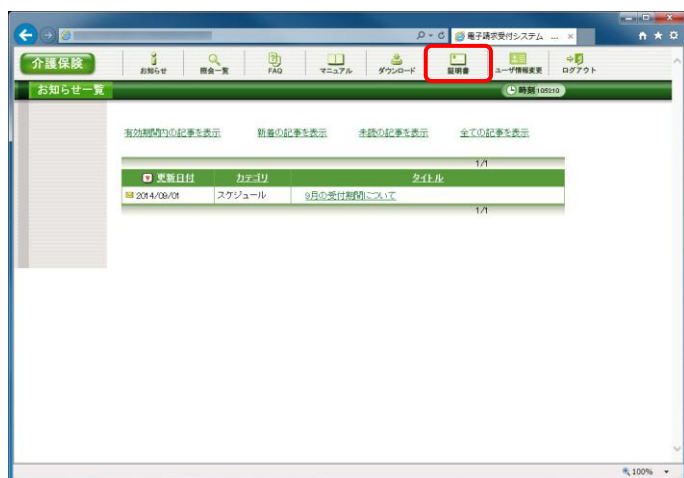 電子請求受付システム ... ×
介護保険
お知らせ 照会一覧 FAQ マニュアル ダウンロード 証明書 ユーザ情報変更 ログアウト
お知らせ一覧 時刻:105210
有効期間内の記事を表示 新着の記事を表示 未読の記事を表示 全ての記事を表示
1/1
更新日付 カテゴリ タイトル
2014/09/01 スケジュール 9月の受付期間について
1/1
100%